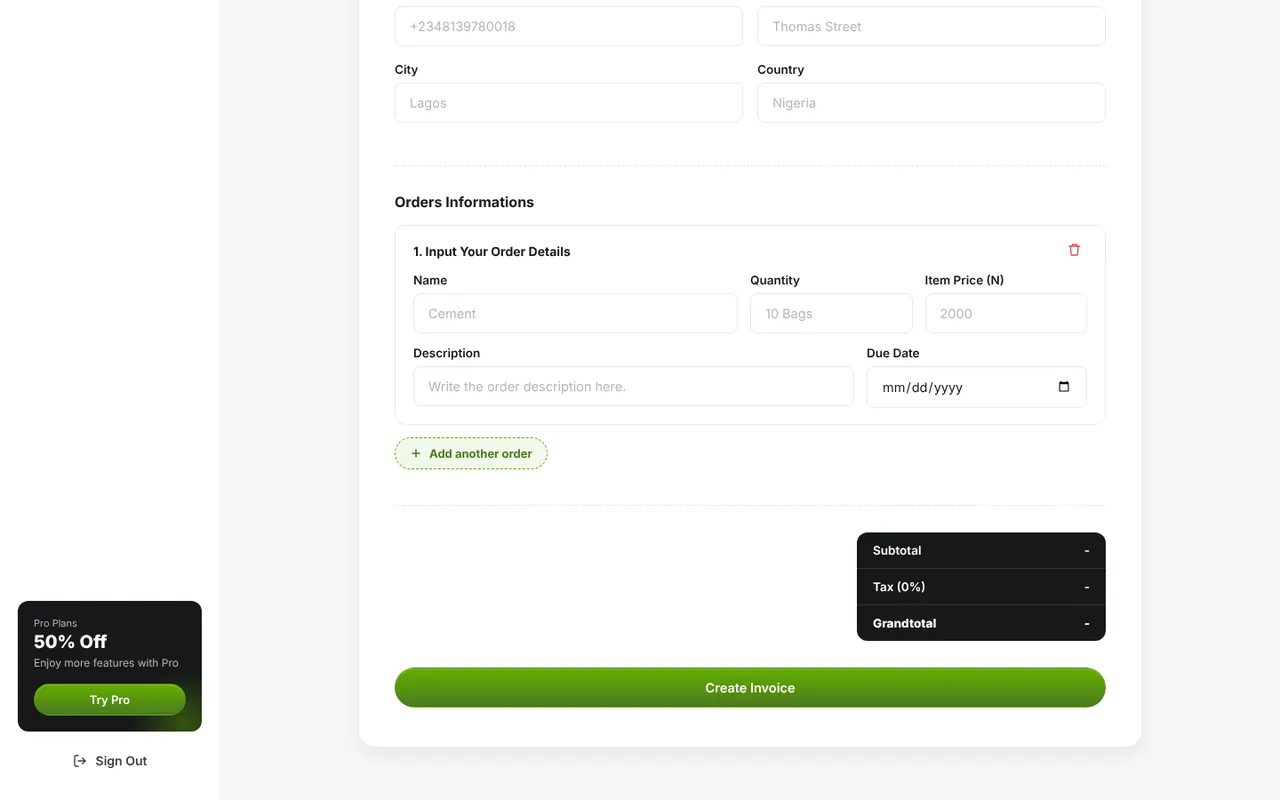 +2348139780018
Thomas Street
City
Country
Lagos
Nigeria
Orders Informations
1. Input Your Order Details
Name
Quantity
Item Price (N)
Cement
10 Bags
2000
Description
Due Date
Write the order description here.
mm/dd/yyyy
+ Add another order
Subtotal -
Tax (0%) -
Grandtotal -
Create Invoice
Pro Plans
50% Off
Enjoy more features with Pro
Try Pro
Sign Out